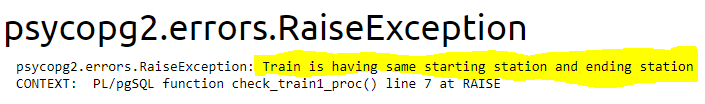 psycopg2.errors.RaiseException
psycopg2.errors.RaiseException: Train is having same starting station and ending station
CONTEXT:  PL/pgSQL function check_train1_proc() line 7 at RAISE